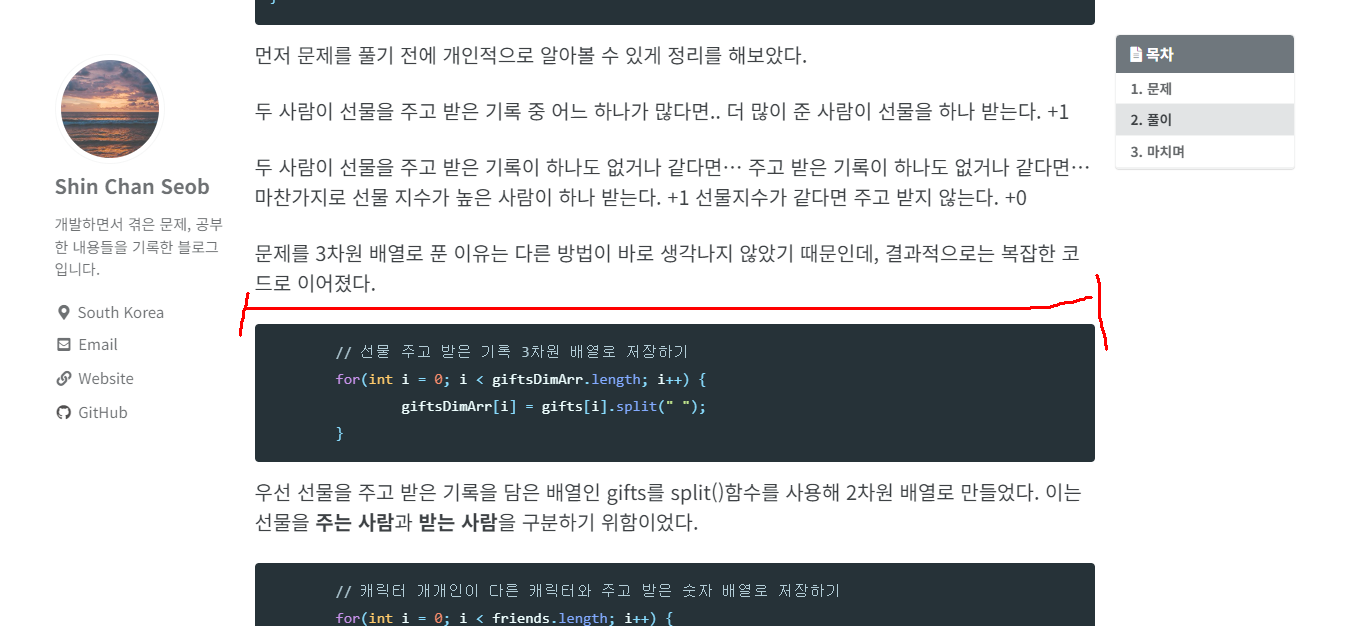 }
먼저 문제를 풀기 전에 개인적으로 알아볼 수 있게 정리를 해보았다.
두 사람이 선물을 주고 받은 기록 중 어느 하나가 많다면.. 더 많이 준 사람이 선물을 하나 받는다. +1
두 사람이 선물을 주고 받은 기록이 하나도 없거나 같다면… 주고 받은 기록이 하나도 없거나 같다면…
마찬가지로 선물 지수가 높은 사람이 하나 받는다. +1 선물지수가 같다면 주고 받지 않는다. +0
문제를 3차원 배열로 푼 이유는 다른 방법이 바로 생각나지 않았기 때문인데, 결과적으로는 복잡한 코
드로 이어졌다.
// 선물 주고 받은 기록 3차원 배열로 저장하기
for(int i = 0; i < giftsDimArr.length; i++) {
giftsDimArr[i] = gifts[i].split(" ");
}
우선 선물을 주고 받은 기록을 담은 배열인 gifts를 split()함수를 사용해 2차원 배열로 만들었다. 이는
선물을 주는 사람과 받는 사람을 구분하기 위함이었다.
// 캐릭터 개개인이 다른 캐릭터와 주고 받은 숫자 배열로 저장하기
for(int i = 0; i < friends.length; i++) {
Shin Chan Seob
개발하면서 겪은 문제, 공부
한 내용들을 기록한 블로그
입니다.
South Korea
Email
Website
GitHub
목차
1. 문제
2. 풀이
3. 마치며